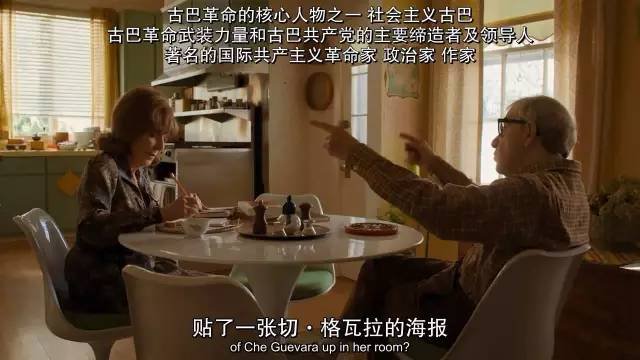 古巴革命的核心人物之一 社会主义古巴
古巴革命武装力量和古巴共产党的主要缔造者及领导人
著名的国际共产主义革命家 政治家 作家
贴了一张切·格瓦拉的海报
of Che Guevara up in her room?